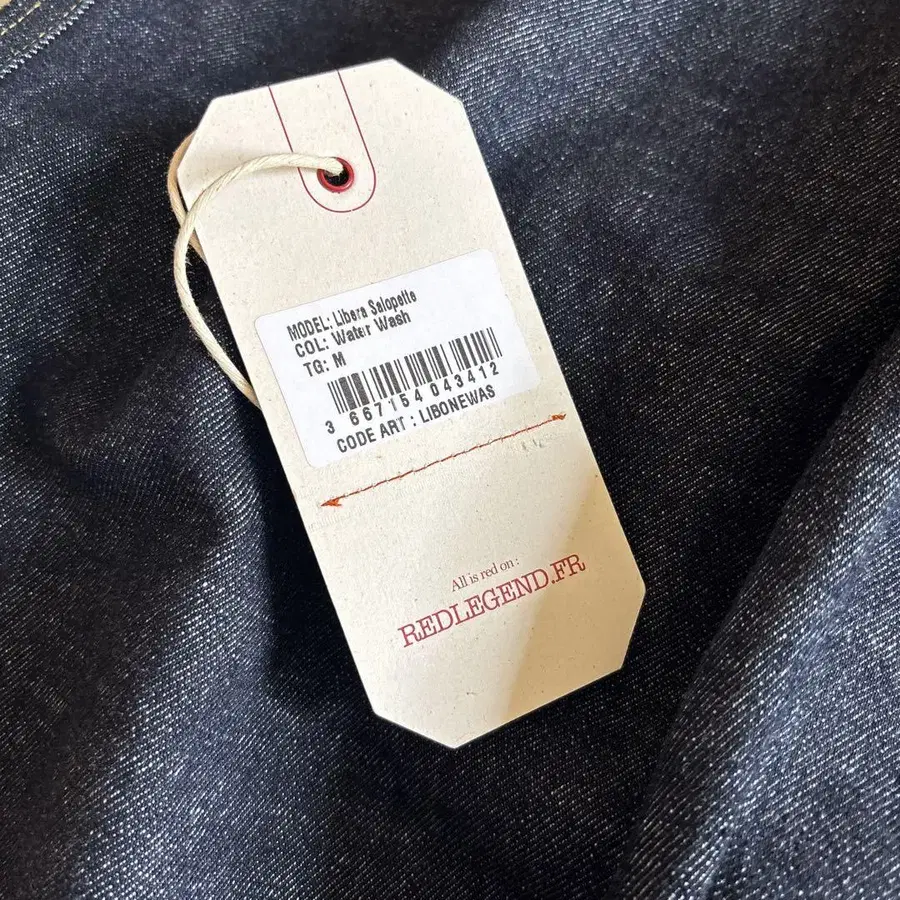 MODEL: Libera Salopette
COL: Water Wash
TG: M
3 667154 043412
CODE ART : LIBONEWAS
All is red on :
REDLEGEND.FR